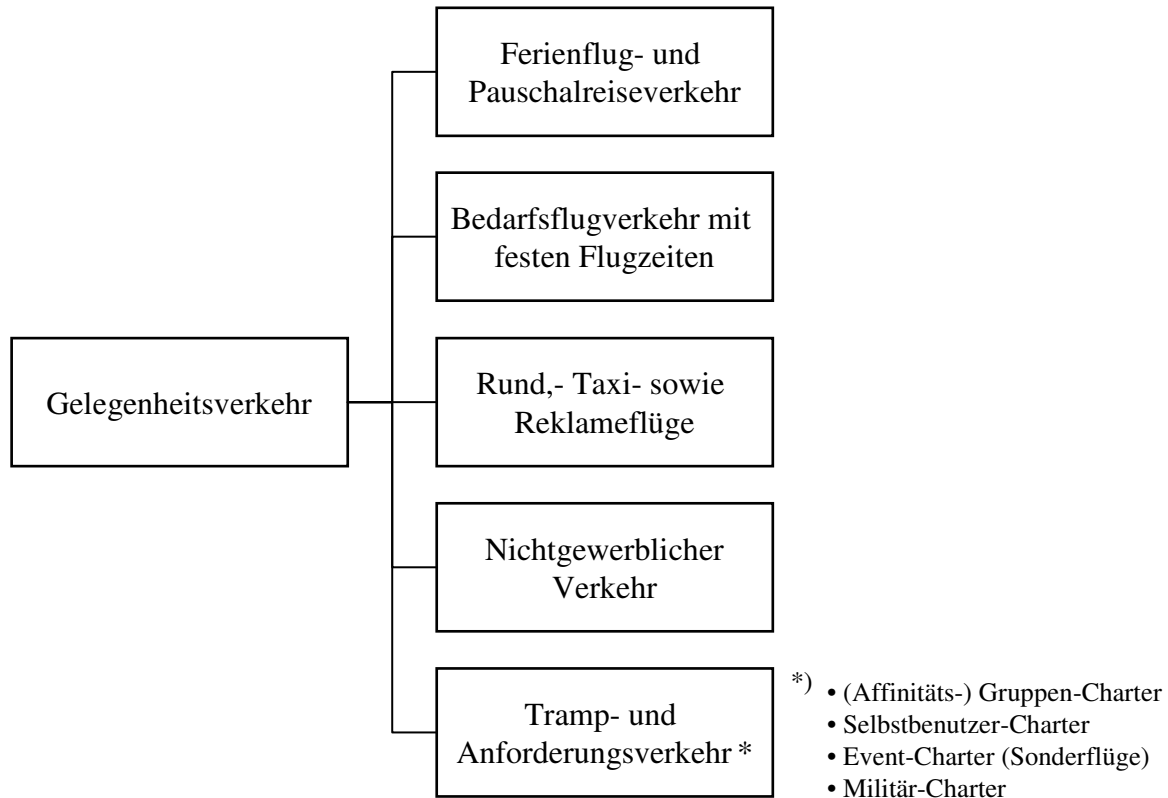 Ferienflug- und
Pauschalreiseverkehr
Bedarfsflugverkehr mit
festen Flugzeiten
Gelegenheitsverkehr
Rund,- Taxi- sowie
Reklameflüge
Nichtgewerblicher
Verkehr
Tramp- und
Anforderungsverkehr *
*) • (Affinitäts-) Gruppen-Charter
• Selbstbenutzer-Charter
• Event-Charter (Sonderflüge)
• Militär-Charter